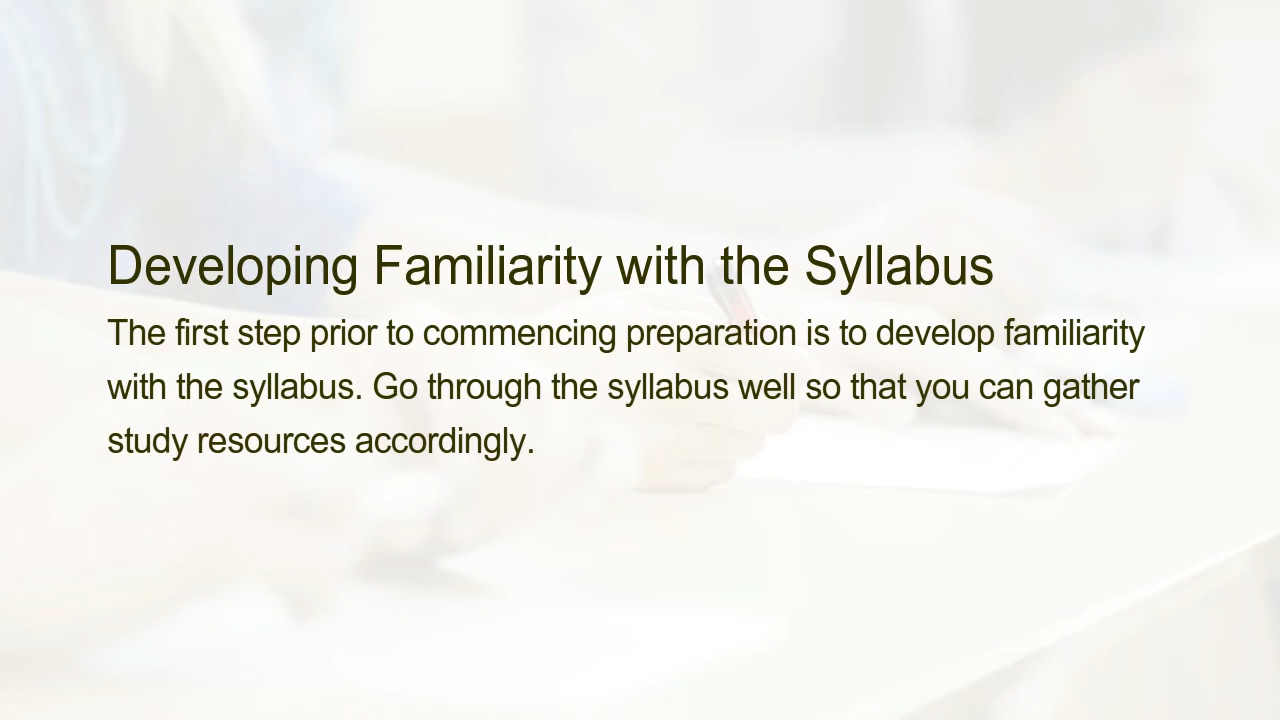 Developing Familiarity with the Syllabus
The first step prior to commencing preparation is to develop familiarity
with the syllabus. Go through the syllabus well so that you can gather
study resources accordingly.